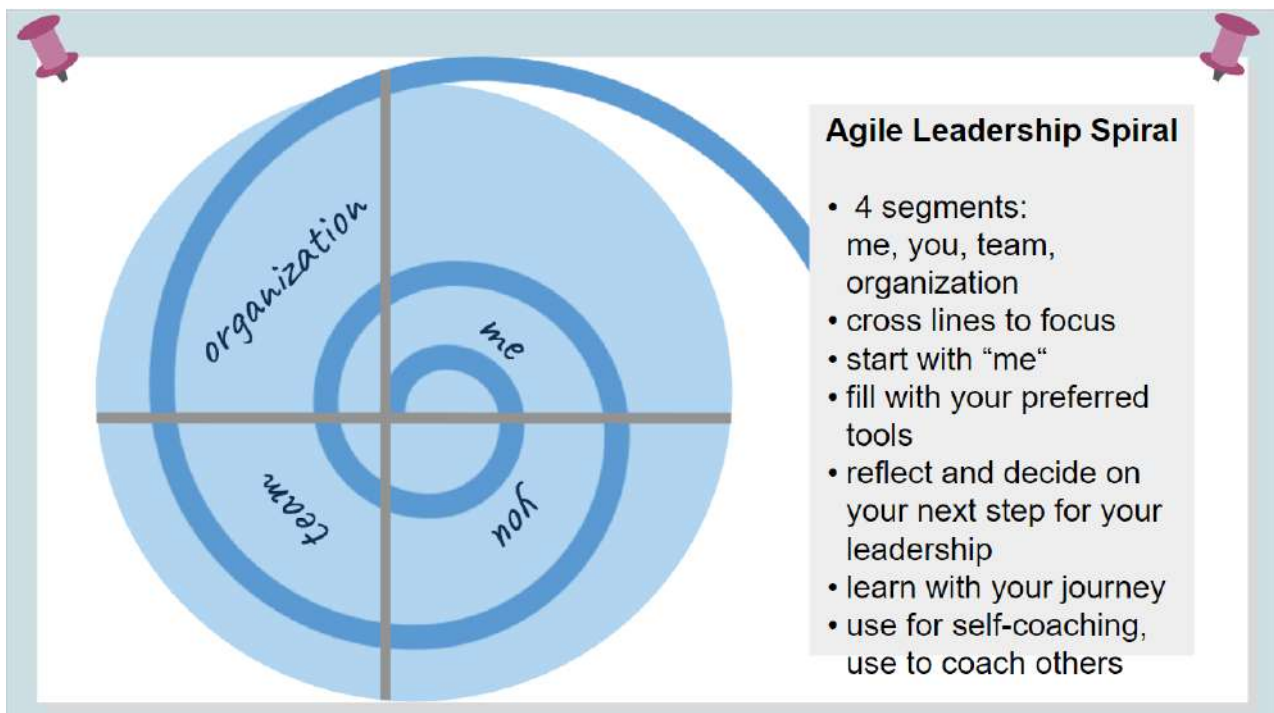 organization
me
team
you
Agile Leadership Spiral
• 4 segments:
me, you, team,
organization
• cross lines to focus
• start with “me“
• fill with your preferred
tools
• reflect and decide on
your next step for your
leadership
• learn with your journey
• use for self-coaching,
use to coach others